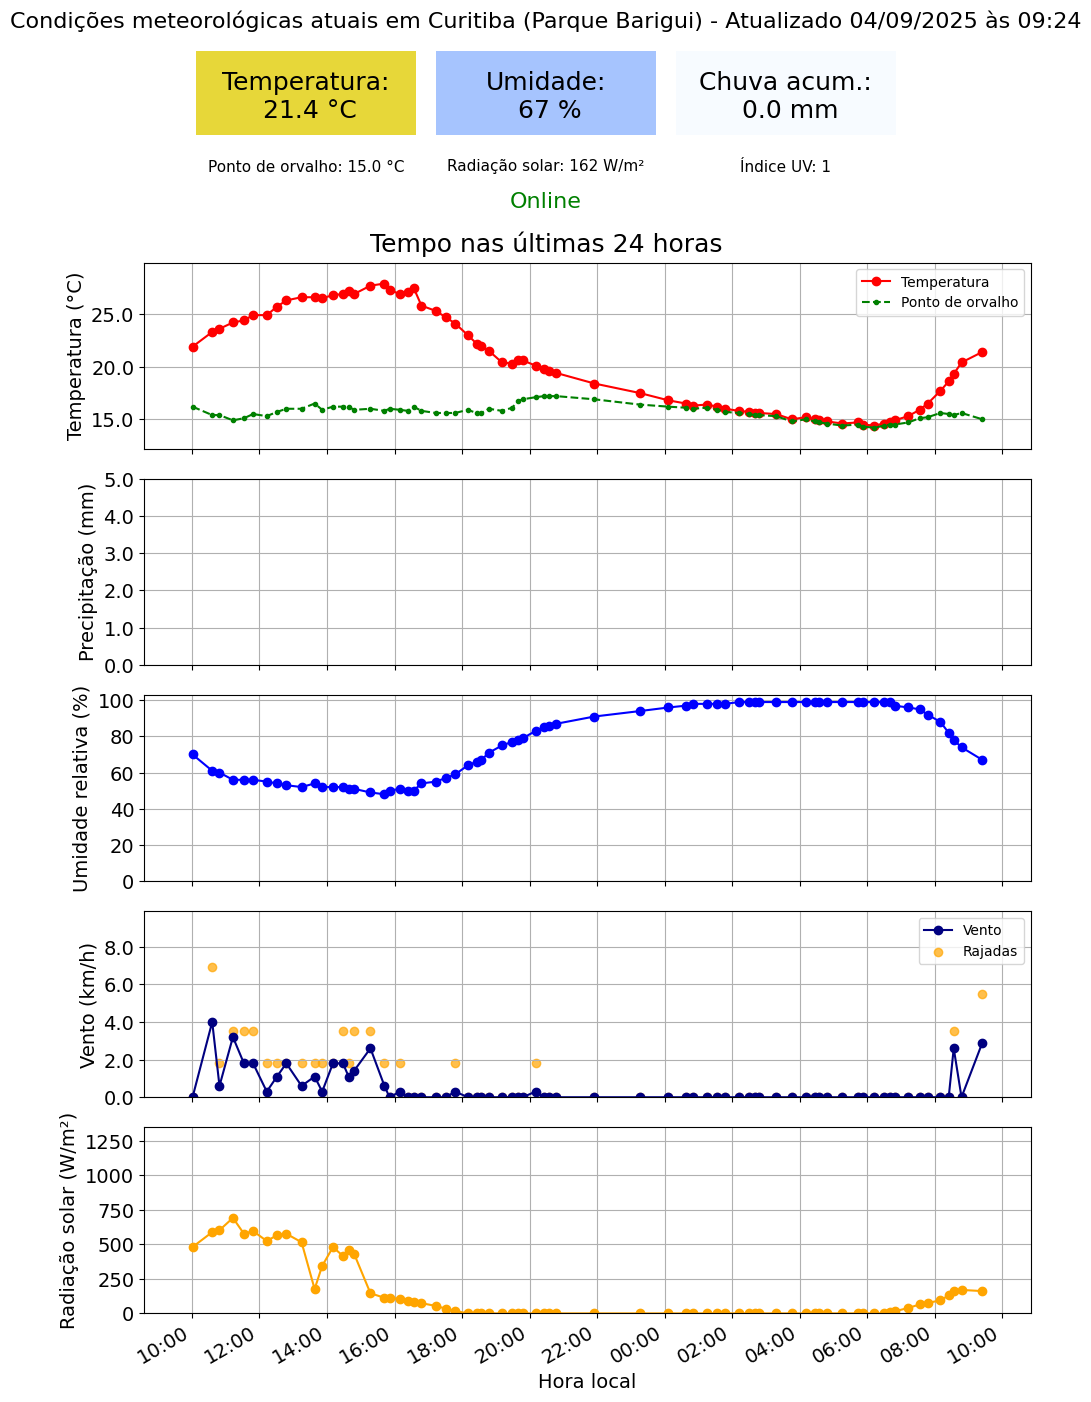 Condições meteorológicas atuais em Curitiba (Parque Barigui) - Atualizado 04/09/2025 às 09:24
Temperatura:
21.4 °C
Umidade:
67 %
Chuva acum.:
0.0 mm
Ponto de orvalho: 15.0 °C
Radiação solar: 162 W/m²
Índice UV: 1
Online
Tempo nas últimas 24 horas
Temperatura (°C)
25.0
20.0
15.0
Temperatura
Ponto de orvalho
Precipitação (mm)
5.0
4.0
3.0
2.0
1.0
0.0
Umidade relativa (%)
100
80
60
40
20
0
Vento (km/h)
8.0
6.0
4.0
2.0
0.0
Vento
Rajadas
Radiação solar (W/m²)
1250
1000
750
500
250
0
10:00
12:00
14:00
16:00
18:00
20:00
22:00
00:00
02:00
04:00
06:00
08:00
10:00
Hora local